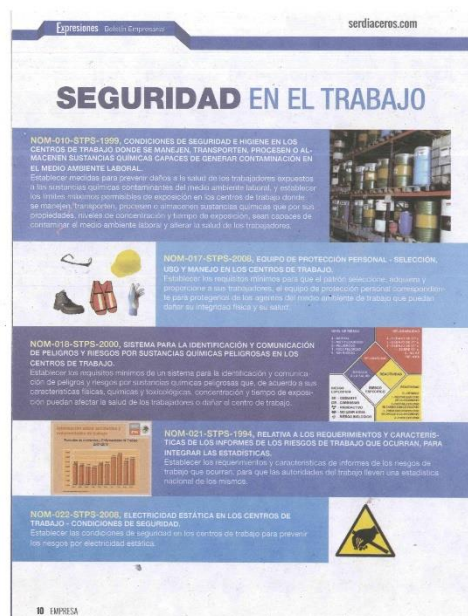 Expresiones Boletín Empresarial
serdiaceros.com
SEGURIDAD EN EL TRABAJO
NOM-010-STPS-1999, CONDICIONES DE SEGURIDAD E HIGIENE EN LOS
CENTROS DE TRABAJO DONDE SE MANEJEN, TRANSPORTEN, PROCESEN O AL-
MACENEN SUSTANCIAS QUÍMICAS CAPACES DE GENERAR CONTAMINACIÓN EN
EL MEDIO AMBIENTE LABORAL.
Establecer medidas para prevenir daños a la salud de los trabajadores expuestos
a las sustancias químicas contaminantes del medio ambiente laboral, y establecer
los límites máximos permisibles de exposición en los centros de trabajo donde
se manejen, transporten, procesen o almacenen sustancias químicas que por sus
propiedades, niveles de concentración y tiempo de exposición, sean capaces de
contaminar el medio ambiente laboral y alterar la salud de los trabajadores.
NOM-017-STPS-2008, EQUIPO DE PROTECCIÓN PERSONAL - SELECCIÓN,
USO Y MANEJO EN LOS CENTROS DE TRABAJO.
Establecer los requisitos mínimos para que el patrón seleccione, adquiera y
proporcione a sus trabajadores, el equipo de protección personal correspondien-
te para protegerlos de los agentes del medio ambiente de trabajo que puedan
dañar su integridad física y su salud.
NOM-018-STPS-2000, SISTEMA PARA LA IDENTIFICACIÓN Y COMUNICACIÓN
DE PELIGROS Y RIESGOS POR SUSTANCIAS QUÍMICAS PELIGROSAS EN LOS
CENTROS DE TRABAJO.
Establecer los requisitos mínimos de un sistema para la identificación y comunica-
ción de peligros y riesgos por sustancias químicas peligrosas que, de acuerdo a sus
características físicas, químicas y toxicológicas, concentración y tiempo de exposi-
ción puedan afectar la salud de los trabajadores o dañar al centro de trabajo.
NOM-021-STPS-1994, RELATIVA A LOS REQUERIMIENTOS Y CARACTERÍS-
TICAS DE LOS INFORMES DE LOS RIESGOS DE TRABAJO QUE OCURRAN, PARA
INTEGRAR LAS ESTADÍSTICAS.
Establecer los requerimientos y características de informes de los riesgos de
trabajo que ocurran, para que las autoridades del trabajo lleven una estadística
nacional de los mismos.
NOM-022-STPS-2008, ELECTRICIDAD ESTÁTICA EN LOS CENTROS DE
TRABAJO - CONDICIONES DE SEGURIDAD.
Establecer las condiciones de seguridad en los centros de trabajo para prevenir
los riesgos por electricidad estática.
10 EMPRESA